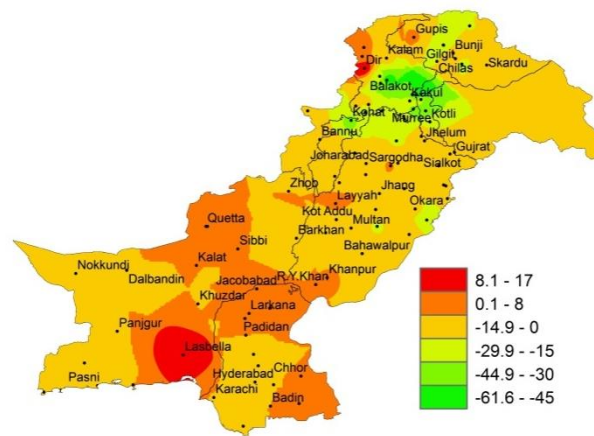 Gupis
Kalam
Dir
Gilgit
Bunji
Chilas
Skardu
Balakot
Kakul
Kohat
Murree
Kotli
Bannu
Jhelum
Gujrat
Joharabad
Sargodha
Sialkot
Zhob
Layyah
Jhang
Okara
Kot Addu
Multan
Quetta
Sibbi
Barkhan
Bahawalpur
Kalat
Nokkundi
Dalbandin
Jacobabad
R.Y.Khan
Khanpur
Khuzdar
Larkana
Panjgur
Padidan
Lasbella
Pasni
Hyderabad
Chhor
Karachi
Badin
8.1 - 17
0.1 - 8
-14.9 - 0
-29.9 - -15
-44.9 - -30
-61.6 - -45